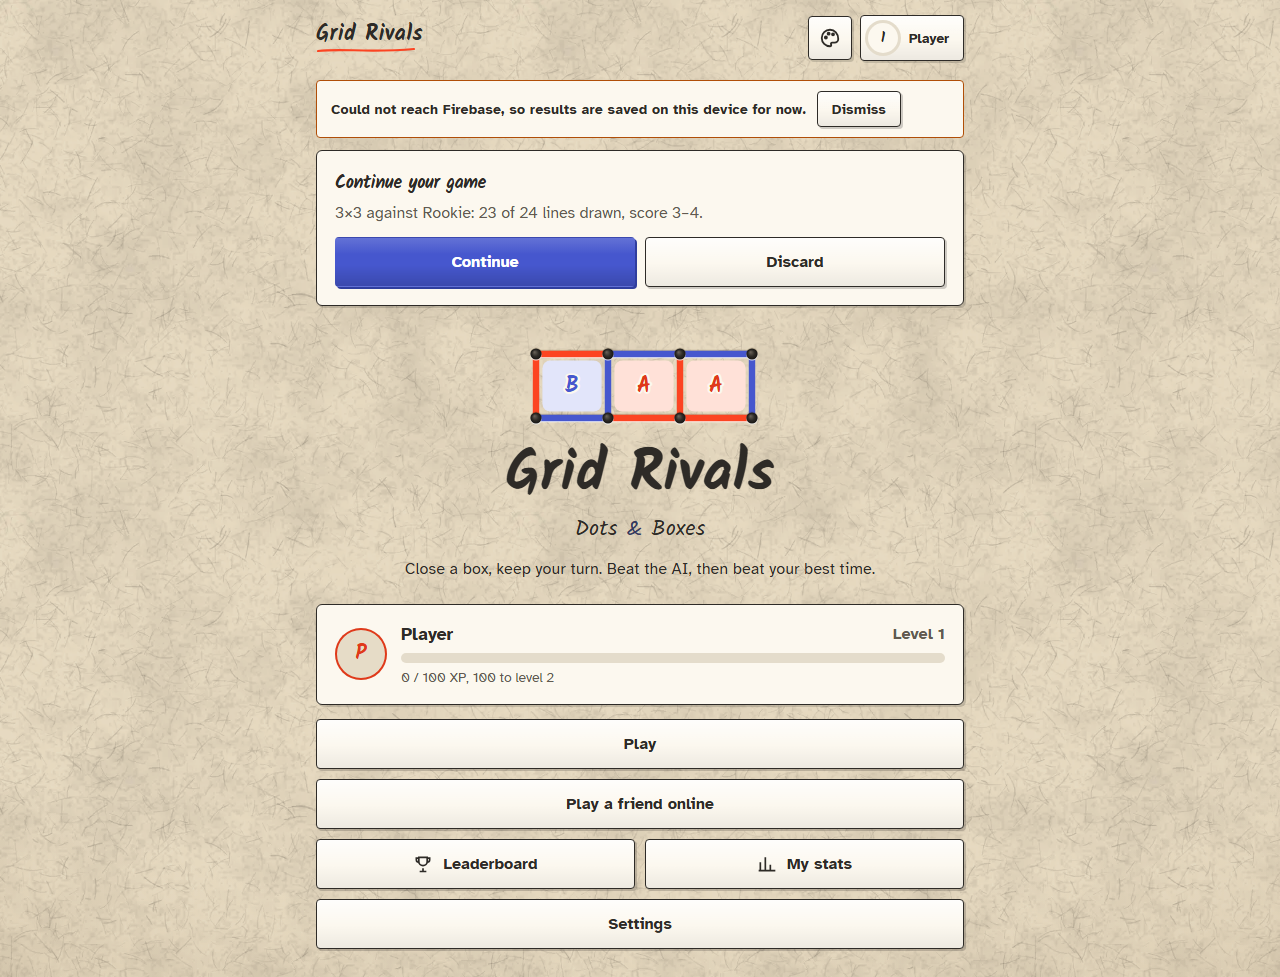 Grid Rivals
1 Player
Could not reach Firebase, so results are saved on this device for now. Dismiss
Continue your game
3×3 against Rookie: 23 of 24 lines drawn, score 3–4.
Continue Discard
B A A
Grid Rivals
Dots & Boxes
Close a box, keep your turn. Beat the AI, then beat your best time.
P Player Level 1
0 / 100 XP, 100 to level 2
Play
Play a friend online
Leaderboard My stats
Settings